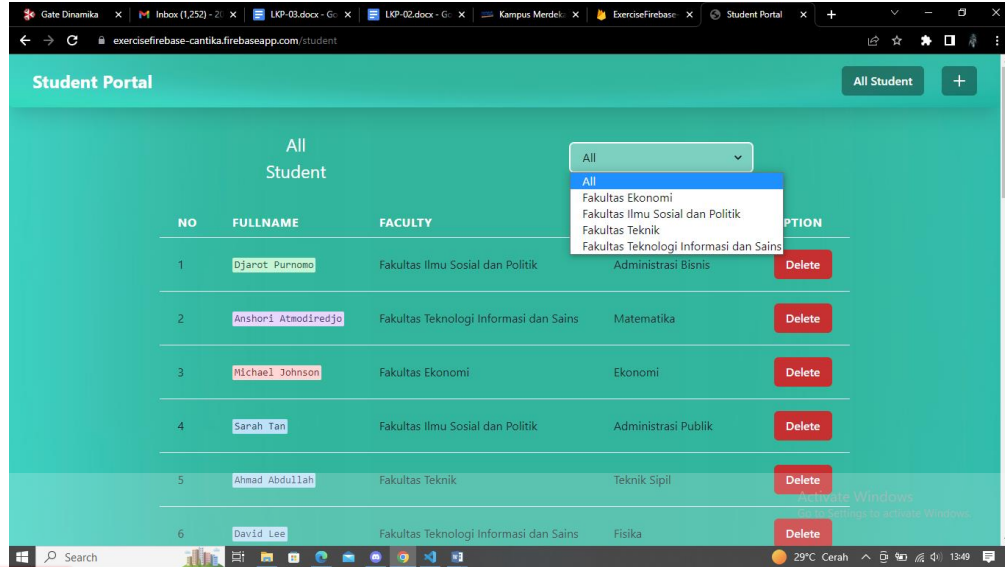 Gate Dinamika
Inbox (1,252) - 20
LKP-03.docx - Go
LKP-02.docx - Go
Kampus Merdeka
ExerciseFirebase
Student Portal
exercisefirebase-cantika.firebaseapp.com/student
Student Portal
All Student
+
All
Student
All
All
Fakultas Ekonomi
Fakultas Ilmu Sosial dan Politik
Fakultas Teknik
Fakultas Teknologi Informasi dan Sains
NO FULLNAME FACULTY PTION
1 Djarot Purnomo Fakultas Ilmu Sosial dan Politik Administrasi Bisnis Delete
2 Anshori Atmodiredjo Fakultas Teknologi Informasi dan Sains Matematika Delete
3 Michael Johnson Fakultas Ekonomi Ekonomi Delete
4 Sarah Tan Fakultas Ilmu Sosial dan Politik Administrasi Publik Delete
5 Ahmad Abdullah Fakultas Teknik Teknik Sipil Delete
6 David Lee Fakultas Teknologi Informasi dan Sains Fisika Delete
Activate Windows
Go to Settings to activate Windows.
Search
29°C Cerah
13:49